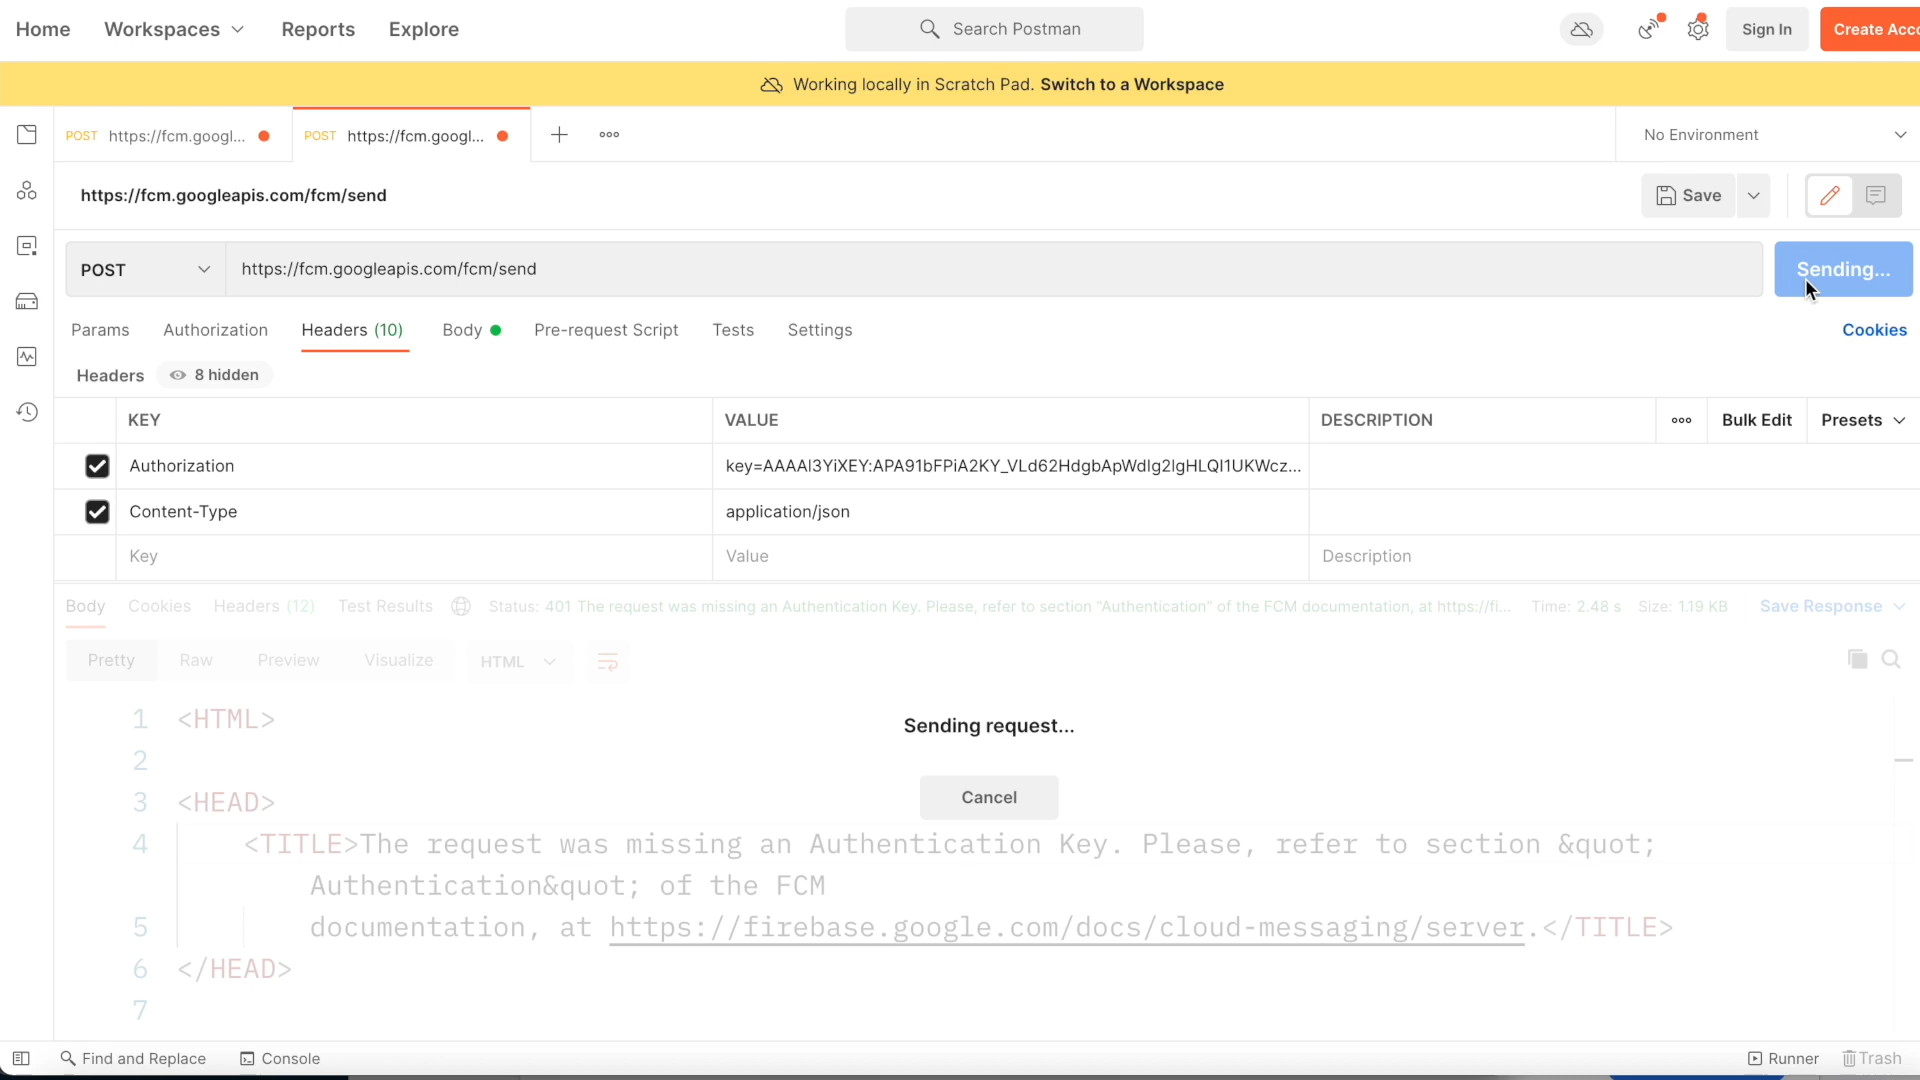 Home Workspaces Reports Explore Search Postman Sign In Create Acco
Working locally in Scratch Pad. Switch to a Workspace
POST https://fcm.googl... POST https://fcm.googl... No Environment
https://fcm.googleapis.com/fcm/send Save
POST https://fcm.googleapis.com/fcm/send Sending...
Params Authorization Headers (10) Body Pre-request Script Tests Settings Cookies
Headers 8 hidden
KEY VALUE DESCRIPTION Bulk Edit Presets
Authorization key=AAAAI3YiXEY:APA91bFPiA2KY_VLd62HdgbApWdIg2IgHLQI1UKWcz...
Content-Type application/json
Key Value Description
Body Cookies Headers (12) Test Results Status: 401 The request was missing an Authentication Key. Please, refer to section "Authentication" of the FCM documentation, at https://fi... Time: 2.48 s Size: 1.19 KB Save Response
Pretty Raw Preview Visualize HTML
1 <HTML>
Sending request...
2
Cancel
3 <HEAD>
4 <TITLE>The request was missing an Authentication Key. Please, refer to section &quot;
Authentication&quot; of the FCM
5 documentation, at https://firebase.google.com/docs/cloud-messaging/server.</TITLE>
6 </HEAD>
7
Find and Replace Console Runner Trash